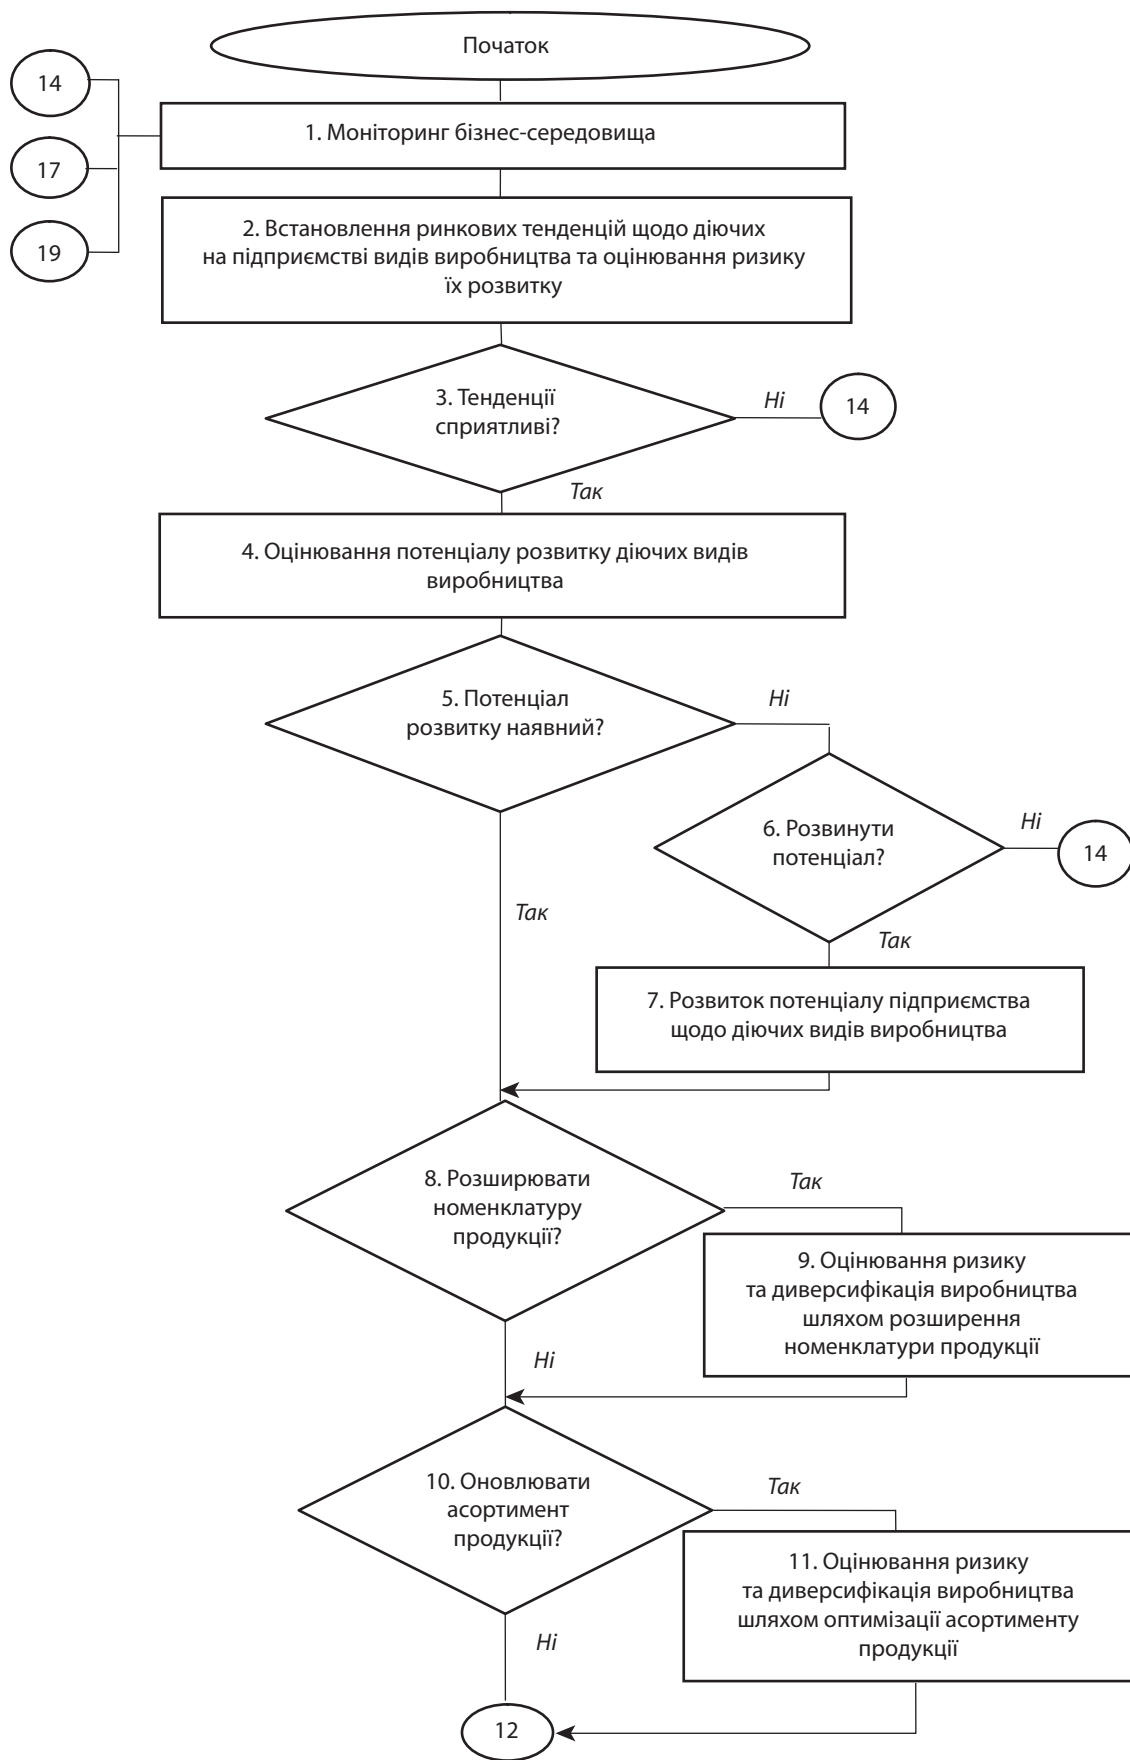 Початок
14
17
19
1. Моніторинг бізнес-середовища
2. Встановлення ринкових тенденцій щодо діючих
на підприємстві видів виробництва та оцінювання ризику
їх розвитку
3. Тенденції
сприятливі?
Ні
14
Так
4. Оцінювання потенціалу розвитку діючих видів
виробництва
5. Потенціал
розвитку наявний?
Ні
6. Розвинути
потенціал?
Ні
14
Так
Так
7. Розвиток потенціалу підприємства
щодо діючих видів виробництва
8. Розширювати
номенклатуру
продукції?
Так
9. Оцінювання ризику
та диверсифікація виробництва
шляхом розширення
номенклатури продукції
Ні
10. Оновлювати
асортимент
продукції?
Так
11. Оцінювання ризику
та диверсифікація виробництва
шляхом оптимізації асортименту
продукції
Ні
12